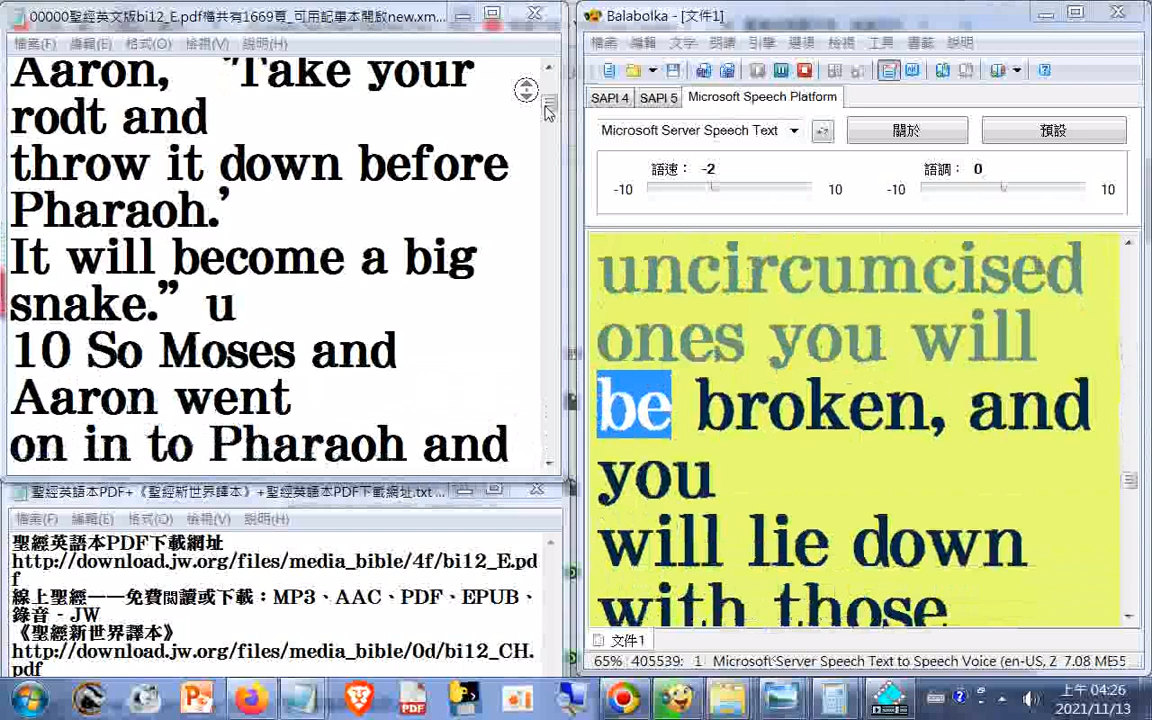 00000聖經英文版bi12_E.pdf檔共有1669頁_可用記事本開啟new.xm...
檔案(F) 編輯(E) 格式(O) 檢視(V) 說明(H)
Aaron, "Take your
rodt and
throw it down before
Pharaoh.'
It will become a big
snake.” u
10 So Moses and
Aaron went
on in to Pharaoh and
聖經英語本PDF+《聖經新世界譯本》+聖經英語本PDF下載網址.txt ...
檔案(F) 編輯(E) 格式(O) 檢視(V) 說明(H)
聖經英語本PDF下載網址
http://download.jw.org/files/media_bible/4f/bi12_E.pd
f
線上聖經——免費閱讀或下載：MP3、AAC、PDF、EPUB、
錄音 - JW
《聖經新世界譯本》
http://download.jw.org/files/media_bible/0d/bi12_CH.
pdf
Balabolka - [文件1]
檔案 編輯 文字 朗讀 引擎 選項 檢視 工具 書籤 說明
SAPI 4 SAPI 5 Microsoft Speech Platform
Microsoft Server Speech Text 關於 預設
語速： -2 語調： 0
-10 10 -10 10
uncircumcised
ones you will
be broken, and
you
will lie down
with those
文件1
65% 405539: 1 Microsoft Server Speech Text to Speech Voice (en-US, Z 7.08 ME55
上午 04:26
2021/11/13